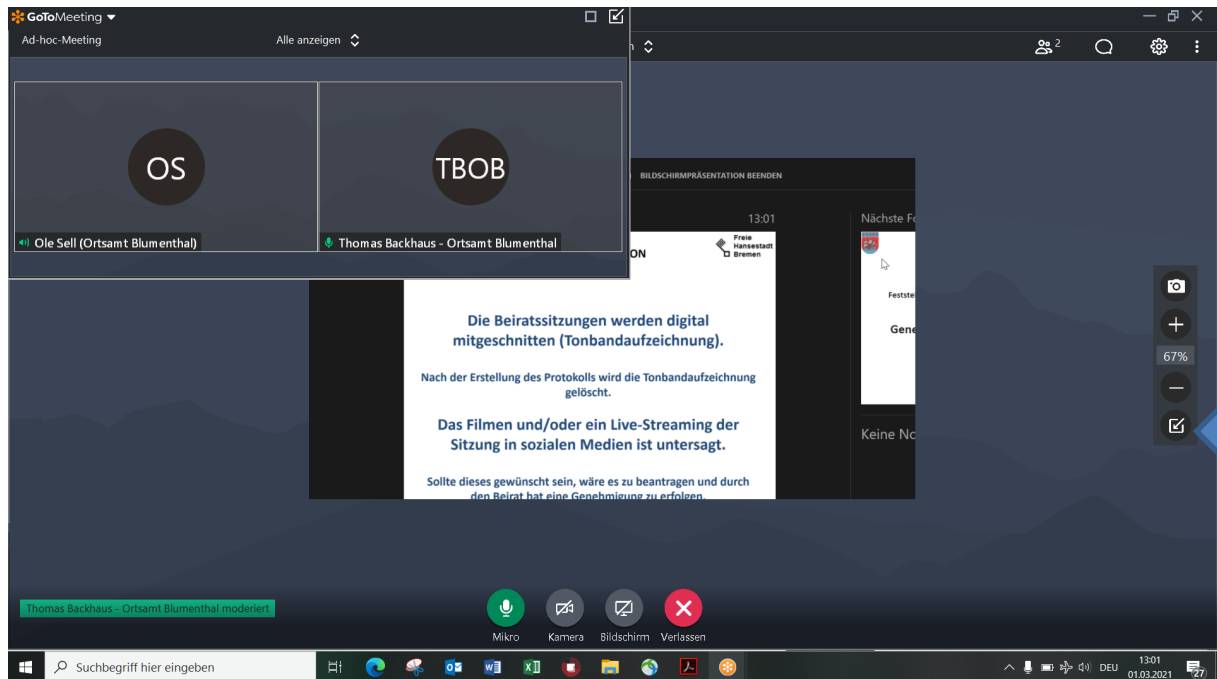 GoToMeeting
Ad-hoc-Meeting
Alle anzeigen
2
OS
TBOB
Ole Sell (Ortsamt Blumenthal)
Thomas Backhaus - Ortsamt Blumenthal
BILDSCHIRMPRÄSENTATION BEENDEN
13:01
Nächste Fo
ON
Freie
Hansestadt
Bremen
Die Beiratssitzungen werden digital
mitgeschnitten (Tonbandaufzeichnung).
Nach der Erstellung des Protokolls wird die Tonbandaufzeichnung
gelöscht.
Das Filmen und/oder ein Live-Streaming der
Sitzung in sozialen Medien ist untersagt.
Sollte dieses gewünscht sein, wäre es zu beantragen und durch
den Beirat hat eine Genehmigung zu erfolgen.
Festste
Gene
Keine No
67%
Thomas Backhaus - Ortsamt Blumenthal moderiert
Mikro
Kamera
Bildschirm
Verlassen
Suchbegriff hier eingeben
DEU
13:01
01.03.2021
27